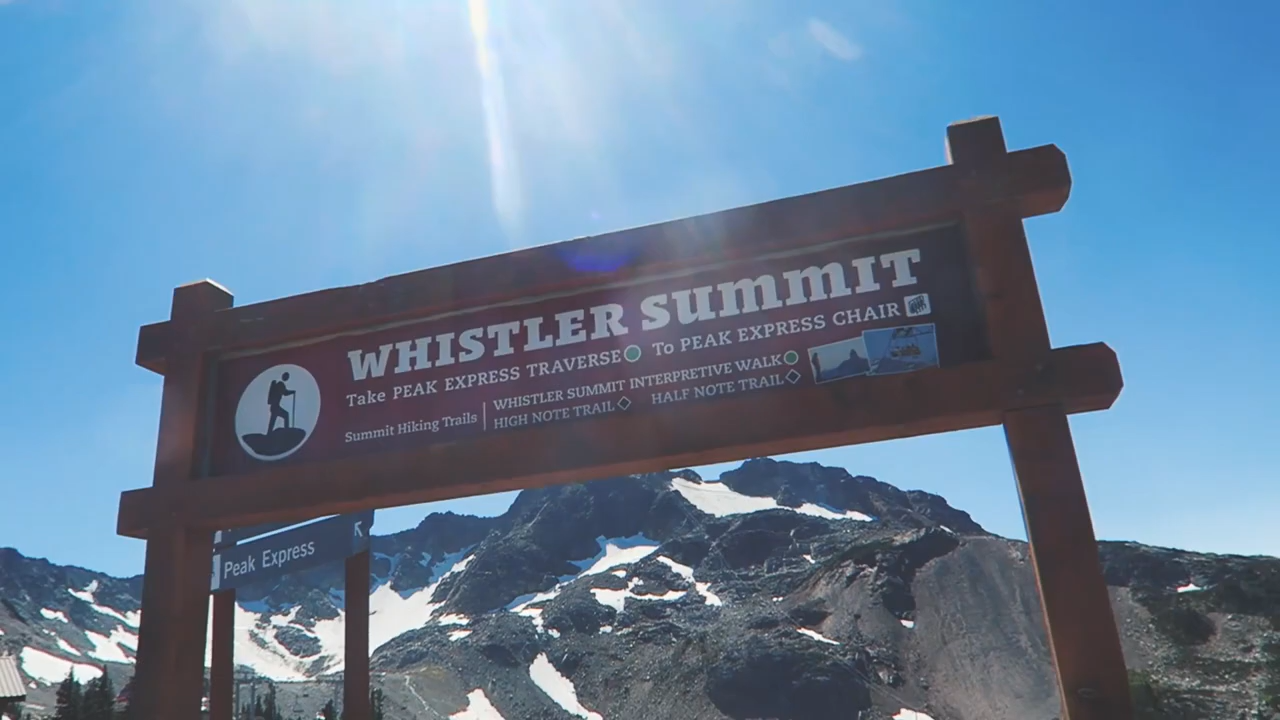 WHISTLER SUMMIT
Take PEAK EXPRESS TRAVERSE To PEAK EXPRESS CHAIR
Summit Hiking Trails
WHISTLER SUMMIT INTERPRETIVE WALK
HIGH NOTE TRAIL HALF NOTE TRAIL
Peak Express